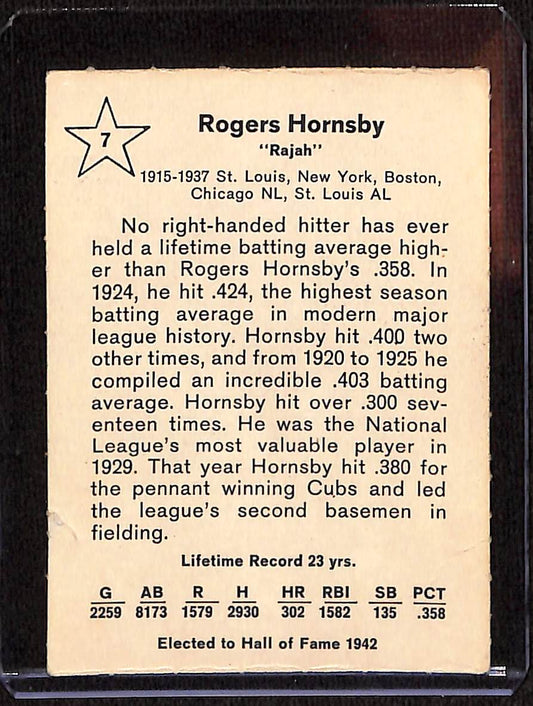 7
Rogers Hornsby
"Rajah"
1915-1937 St. Louis, New York, Boston,
Chicago NL, St. Louis AL
No right-handed hitter has ever
held a lifetime batting average high-
er than Rogers Hornsby's .358. In
1924, he hit .424, the highest season
batting average in modern major
league history. Hornsby hit .400 two
other times, and from 1920 to 1925 he
compiled an incredible .403 batting
average. Hornsby hit over .300 sev-
enteen times. He was the National
League's most valuable player in
1929. That year Hornsby hit .380 for
the pennant winning Cubs and led
the league's second basemen in
fielding.
Lifetime Record 23 yrs.
G AB R H HR RBI SB PCT
2259 8173 1579 2930 302 1582 135 .358
Elected to Hall of Fame 1942